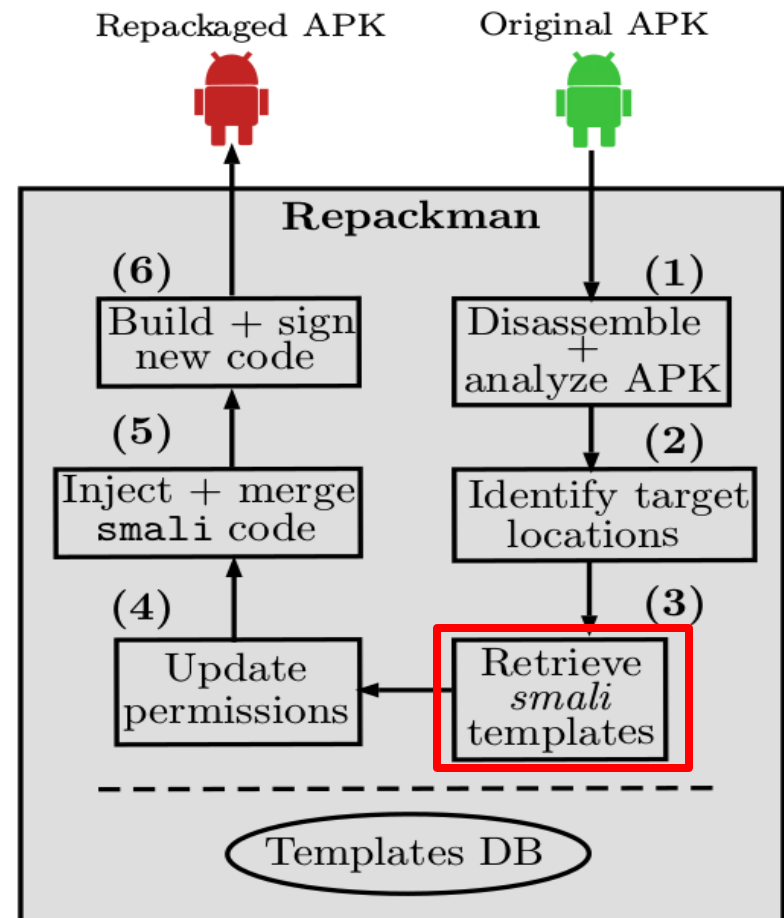 Repackaged APK
Original APK
Repackman
(1)
Disassemble
+
analyze APK
(2)
Identify target
locations
(3)
Retrieve
smali
templates
(4)
Update
permissions
(5)
Inject + merge
smali code
(6)
Build + sign
new code
Templates DB